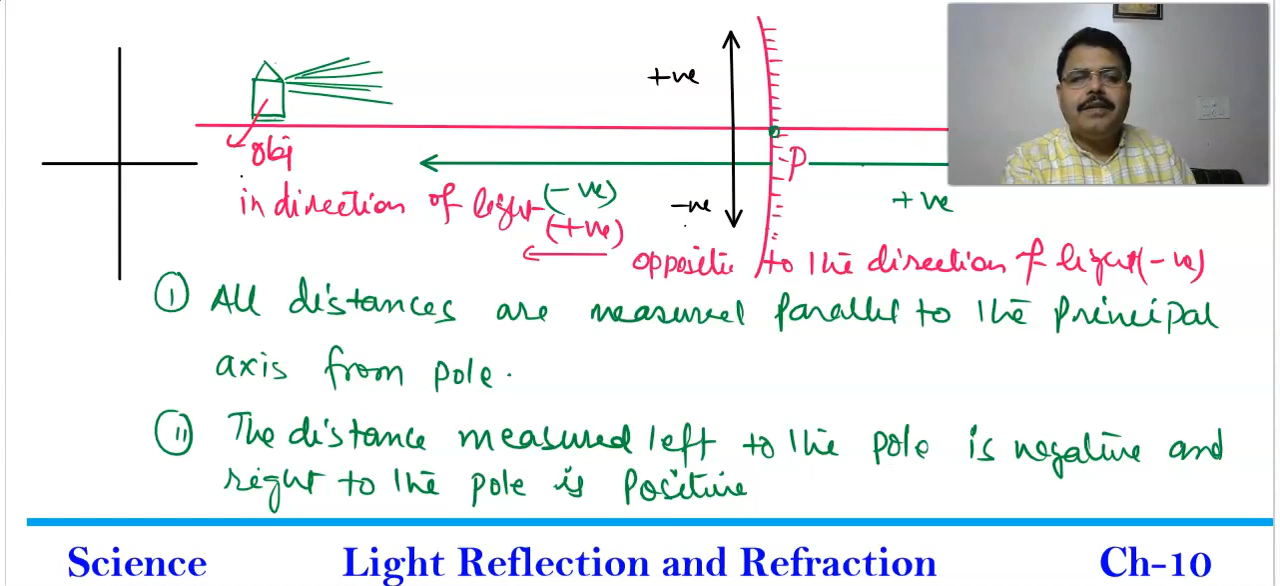 +ve
obj
P
in direction of light (-ve)
(+ve)
-ve
+ve
opposite to the direction of light (-ve)
(i) All distances are measured parallel to the principal
axis from pole.
(ii) The distance measured left to the pole is negative and
right to the pole is positive
Science Light Reflection and Refraction Ch-10